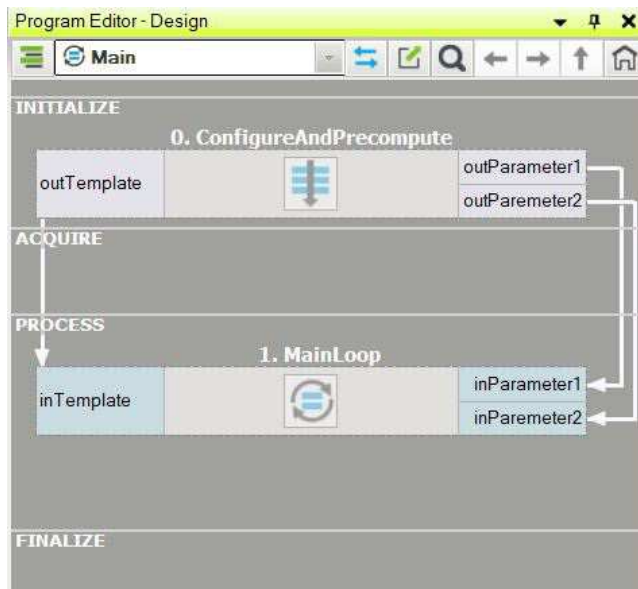 Program Editor - Design
Main
INITIALIZE
0. ConfigureAndPrecompute
outTemplate
outParameter1
outParemeter2
ACQUIRE
PROCESS
1. MainLoop
inTemplate
inParameter1
inParemeter2
FINALIZE